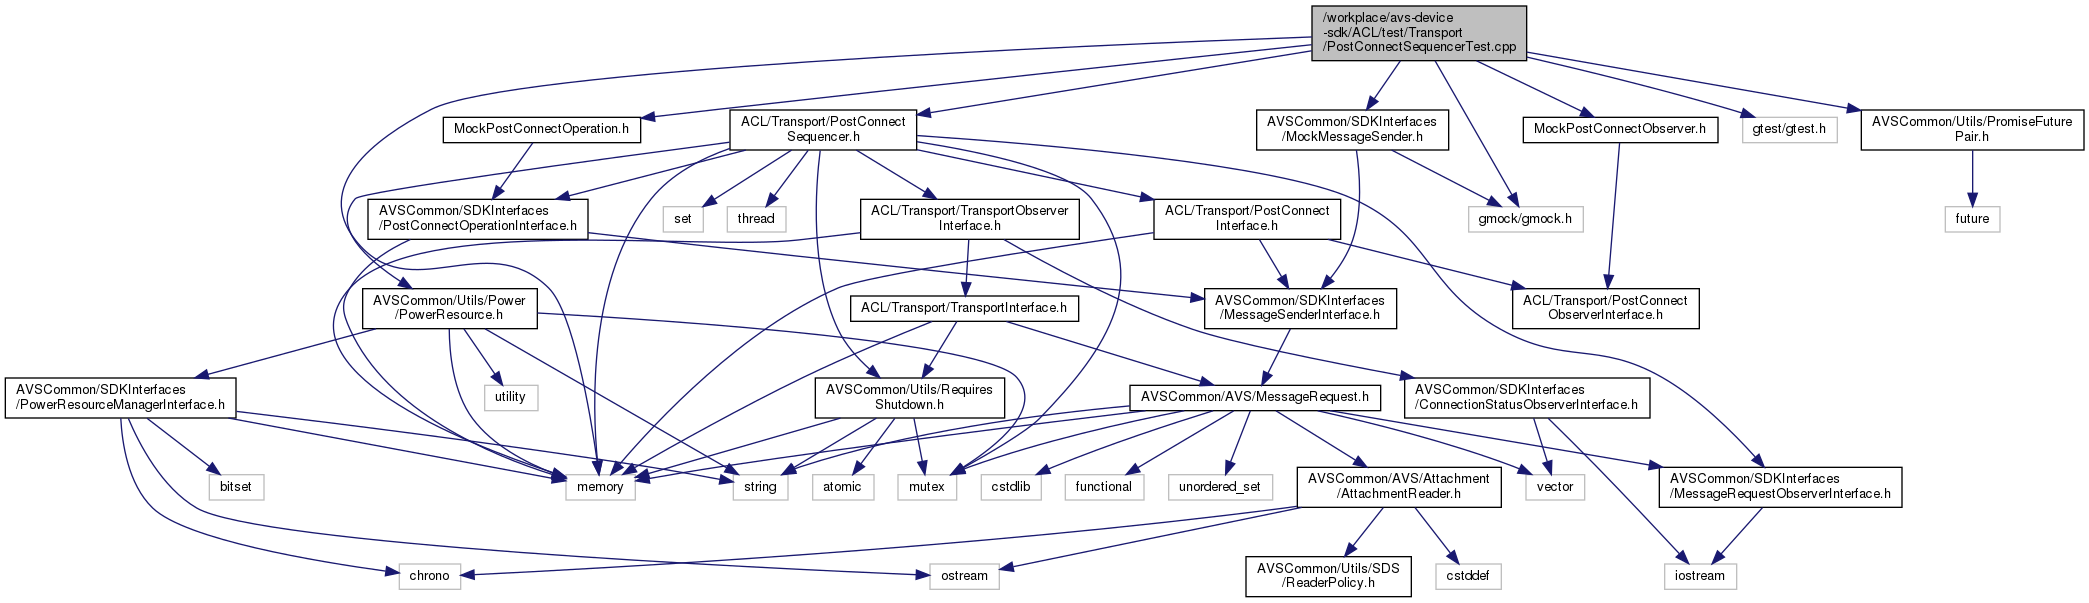 /workplace/avs-device
-sdk/ACL/test/Transport
/PostConnectSequencerTest.cpp
MockPostConnectOperation.h
ACL/Transport/PostConnect
Sequencer.h
AVSCommon/SDKInterfaces
/MockMessageSender.h
MockPostConnectObserver.h
gtest/gtest.h
AVSCommon/Utils/PromiseFuture
Pair.h
AVSCommon/SDKInterfaces
/PostConnectOperationInterface.h
set
thread
ACL/Transport/TransportObserver
Interface.h
ACL/Transport/PostConnect
Interface.h
gmock/gmock.h
future
AVSCommon/Utils/Power
/PowerResource.h
ACL/Transport/TransportInterface.h
AVSCommon/SDKInterfaces
/MessageSenderInterface.h
ACL/Transport/PostConnect
ObserverInterface.h
AVSCommon/SDKInterfaces
/PowerResourceManagerInterface.h
utility
AVSCommon/Utils/Requires
Shutdown.h
AVSCommon/AVS/MessageRequest.h
AVSCommon/SDKInterfaces
/ConnectionStatusObserverInterface.h
bitset
memory
string
atomic
mutex
cstdlib
functional
unordered_set
AVSCommon/AVS/Attachment
/AttachmentReader.h
vector
AVSCommon/SDKInterfaces
/MessageRequestObserverInterface.h
chrono
ostream
AVSCommon/Utils/SDS
/ReaderPolicy.h
cstddef
iostream